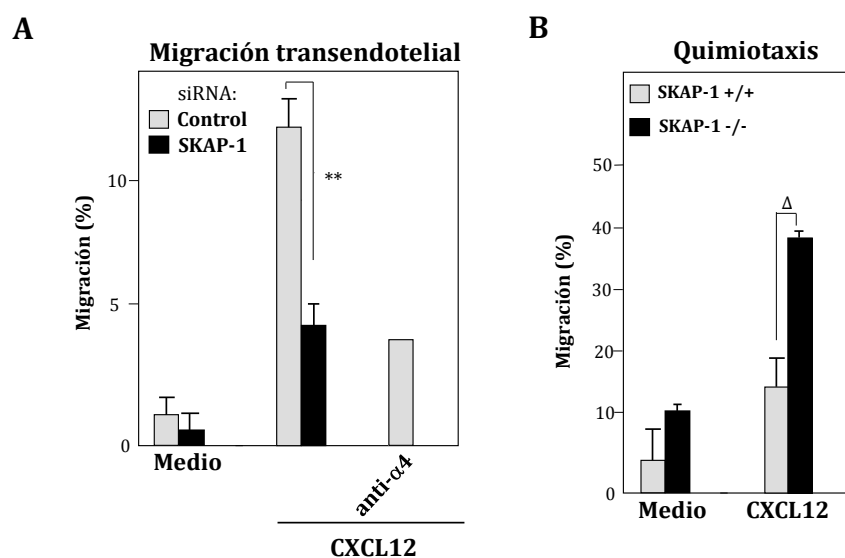 A
Migración transendotelial
siRNA:
Control
SKAP-1
**
Migración (%)
10
5
0
Medio
anti-α4
CXCL12
B
Quimiotaxis
SKAP-1 +/+
SKAP-1 -/-
Δ
Migración (%)
50
40
30
20
10
0
Medio
CXCL12